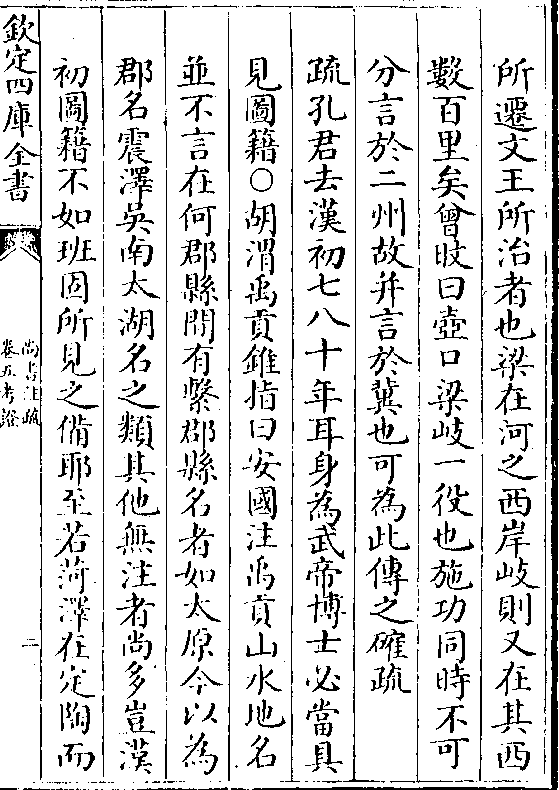 所遷文王所治者也梁在河之西岸岐則又在其西
數百里矣曾旼曰壺口梁岐一役也施功同時不可
分言於二州故并言於冀也可為此傳之確疏
疏孔君去漢初七八十年耳身為武帝博士必當具
見圖籍○胡渭禹貢錐指曰安國注禹貢山水地名
並不言在何郡縣間有繫郡縣名者如太原今以為
郡名震澤吳南太湖名之類其他無注者尚多豈漢
初圖籍不如班固所見之備耶至若菏澤在定陶而
欽定四庫全書
尚書注疏
卷五考證
二